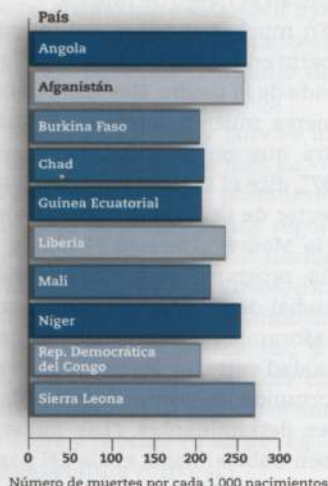 País
Angola
Afganistán
Burkina Faso
Chad
Guinea Ecuatorial
Liberia
Malí
Níger
Rep. Democrática
del Congo
Sierra Leona
0 50 100 150 200 250 300
Número de muertes por cada 1,000 nacimientos